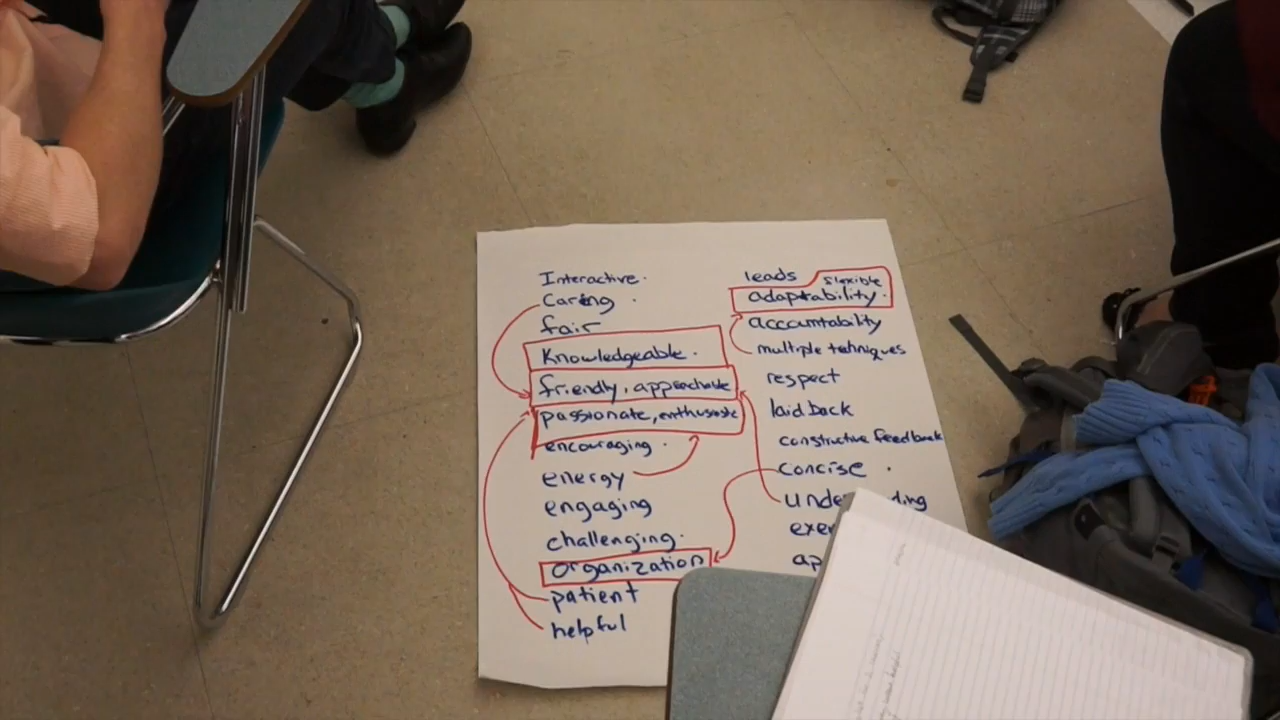 Interactive.
Caring
fair
Knowledgeable.
friendly, approachable
passionate, enthusiastic
encouraging.
energy
engaging
challenging.
organization
patient
helpful
leads
flexible
adaptability.
accountability
multiple techniques
respect
laid back
constructive feedback
concise